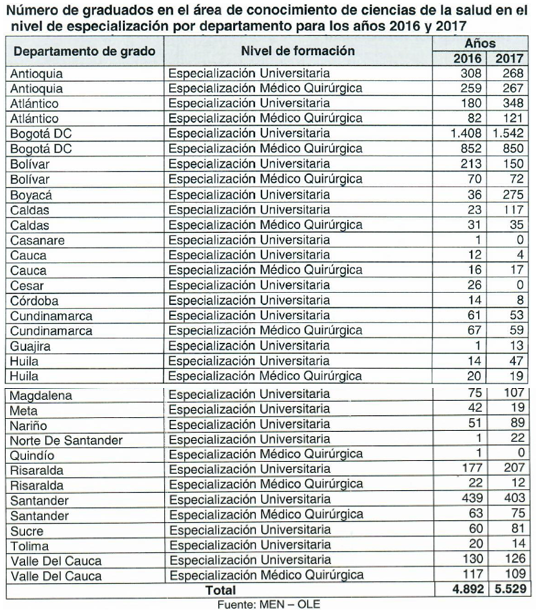 Número de graduados en el área de conocimiento de ciencias de la salud en el
nivel de especialización por departamento para los años 2016 y 2017
Departamento de grado Nivel de formación Años
2016 2017
Antioquia Especialización Universitaria 308 268
Antioquia Especialización Médico Quirúrgica 259 267
Atlántico Especialización Universitaria 180 348
Atlántico Especialización Médico Quirúrgica 82 121
Bogotá DC Especialización Universitaria 1.408 1.542
Bogotá DC Especialización Médico Quirúrgica 852 850
Bolívar Especialización Universitaria 213 150
Bolívar Especialización Médico Quirúrgica 70 72
Boyacá Especialización Universitaria 36 275
Caldas Especialización Universitaria 23 117
Caldas Especialización Médico Quirúrgica 31 35
Casanare Especialización Universitaria 1 0
Cauca Especialización Universitaria 12 4
Cauca Especialización Médico Quirúrgica 16 17
Cesar Especialización Universitaria 26 0
Córdoba Especialización Universitaria 14 8
Cundinamarca Especialización Universitaria 61 53
Cundinamarca Especialización Médico Quirúrgica 67 59
Guajira Especialización Universitaria 1 13
Huila Especialización Universitaria 14 47
Huila Especialización Médico Quirúrgica 20 19
Magdalena Especialización Universitaria 75 107
Meta Especialización Universitaria 42 19
Nariño Especialización Universitaria 51 89
Norte De Santander Especialización Universitaria 1 22
Quindío Especialización Médico Quirúrgica 1 0
Risaralda Especialización Universitaria 177 207
Risaralda Especialización Médico Quirúrgica 22 12
Santander Especialización Universitaria 439 403
Santander Especialización Médico Quirúrgica 63 75
Sucre Especialización Universitaria 60 81
Tolima Especialización Universitaria 20 14
Valle Del Cauca Especialización Universitaria 130 126
Valle Del Cauca Especialización Médico Quirúrgica 117 109
Total 4.892 5.529
Fuente: MEN – OLE